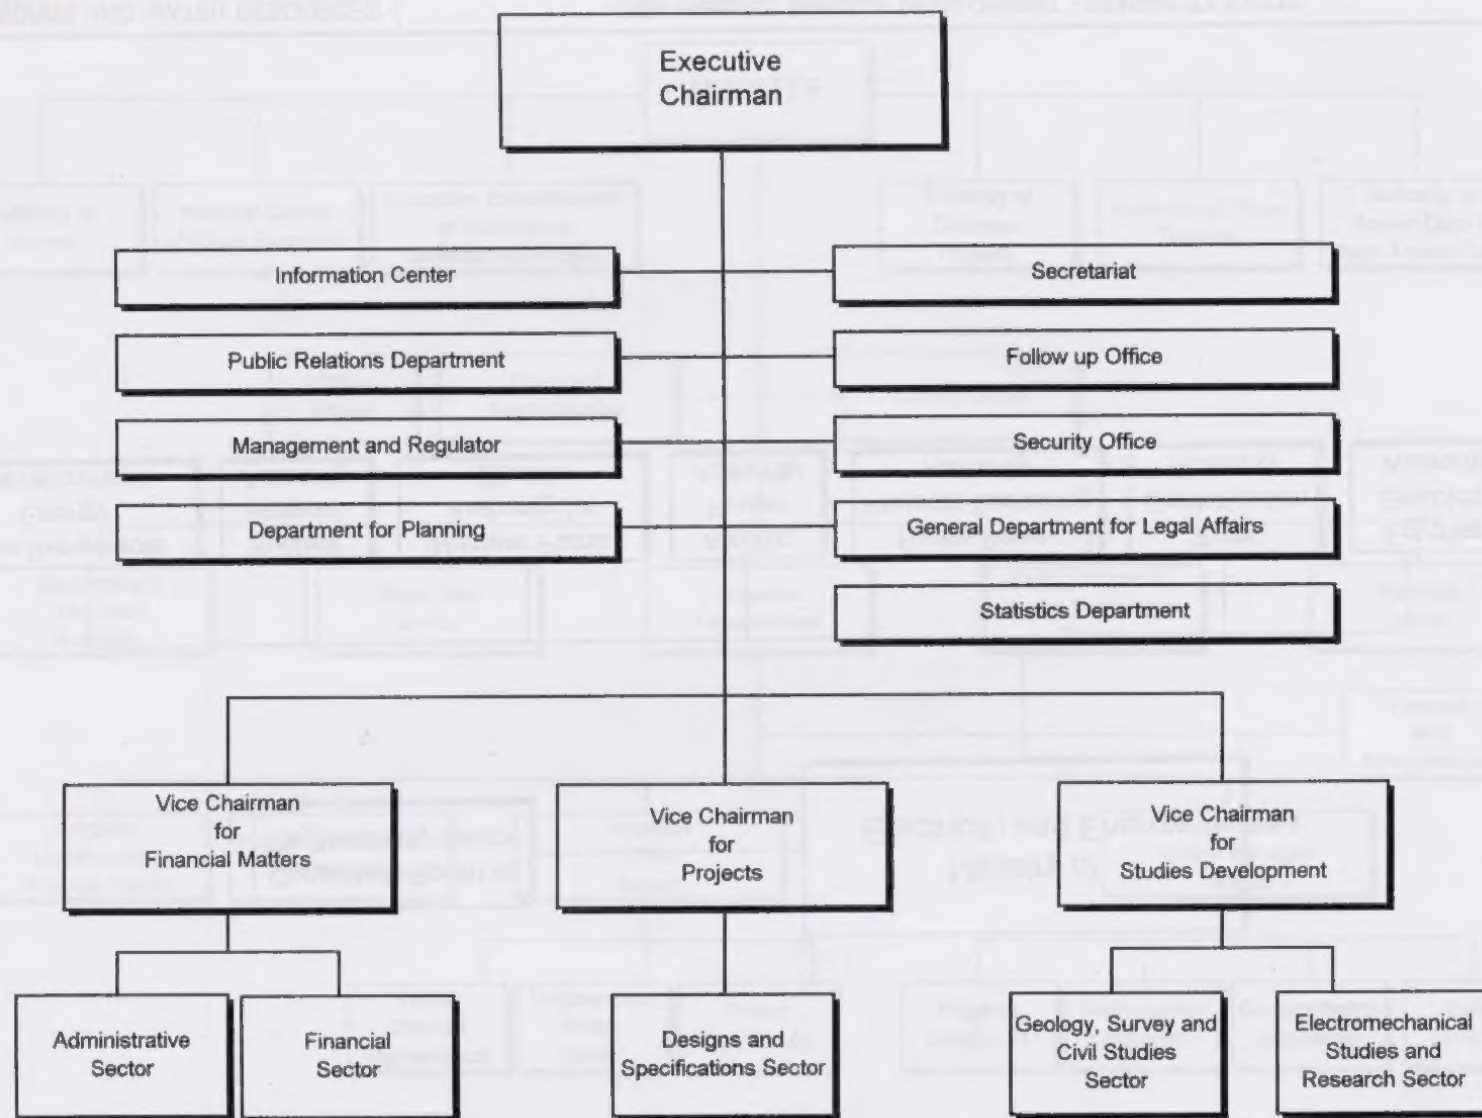 Executive
Chairman
Information Center
Secretariat
Public Relations Department
Follow up Office
Management and Regulator
Security Office
Department for Planning
General Department for Legal Affairs
Statistics Department
Vice Chairman
for
Financial Matters
Vice Chairman
for
Projects
Vice Chairman
for
Studies Development
Administrative
Sector
Financial
Sector
Designs and
Specifications Sector
Geology, Survey and
Civil Studies
Sector
Electromechanical
Studies and
Research Sector